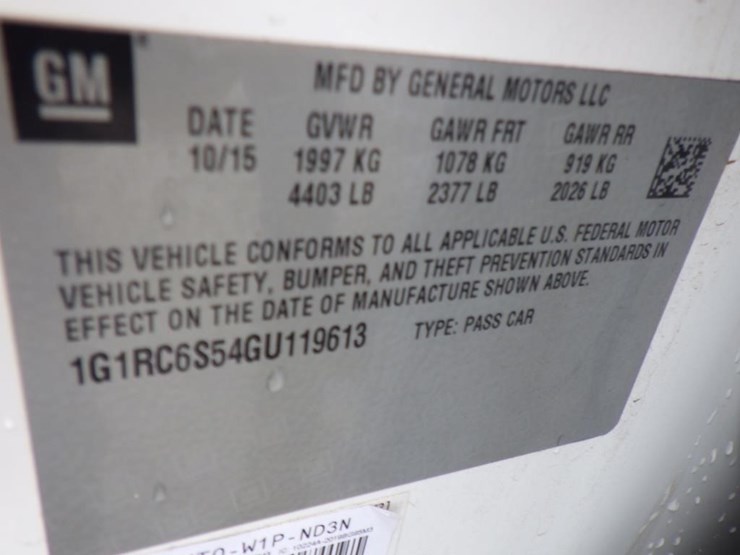 GM
MFD BY GENERAL MOTORS LLC
DATE GVWR GAWR FRT GAWR RR
10/15 1997 KG 1078 KG 919 KG
4403 LB 2377 LB 2026 LB
THIS VEHICLE CONFORMS TO ALL APPLICABLE U.S. FEDERAL MOTOR
VEHICLE SAFETY, BUMPER, AND THEFT PREVENTION STANDARDS IN
EFFECT ON THE DATE OF MANUFACTURE SHOWN ABOVE.
1G1RC6S54GU119613 TYPE: PASS CAR
-W1P-ND3N